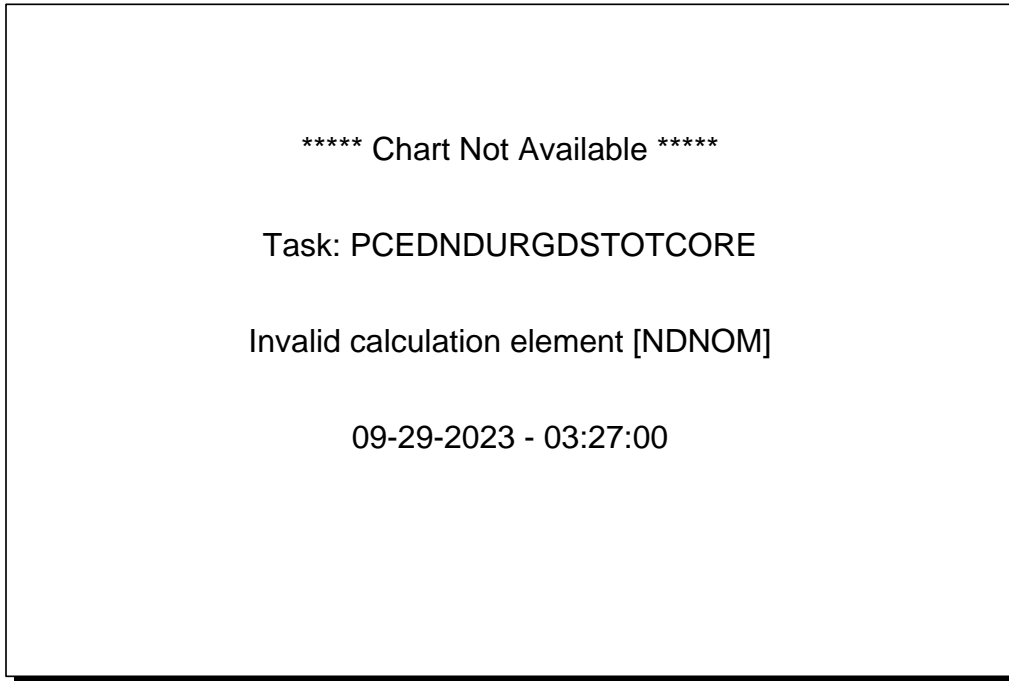 ***** Chart Not Available *****
Task: PCEDNDURGDSTOTCORE
Invalid calculation element [NDNOM]
09-29-2023 - 03:27:00